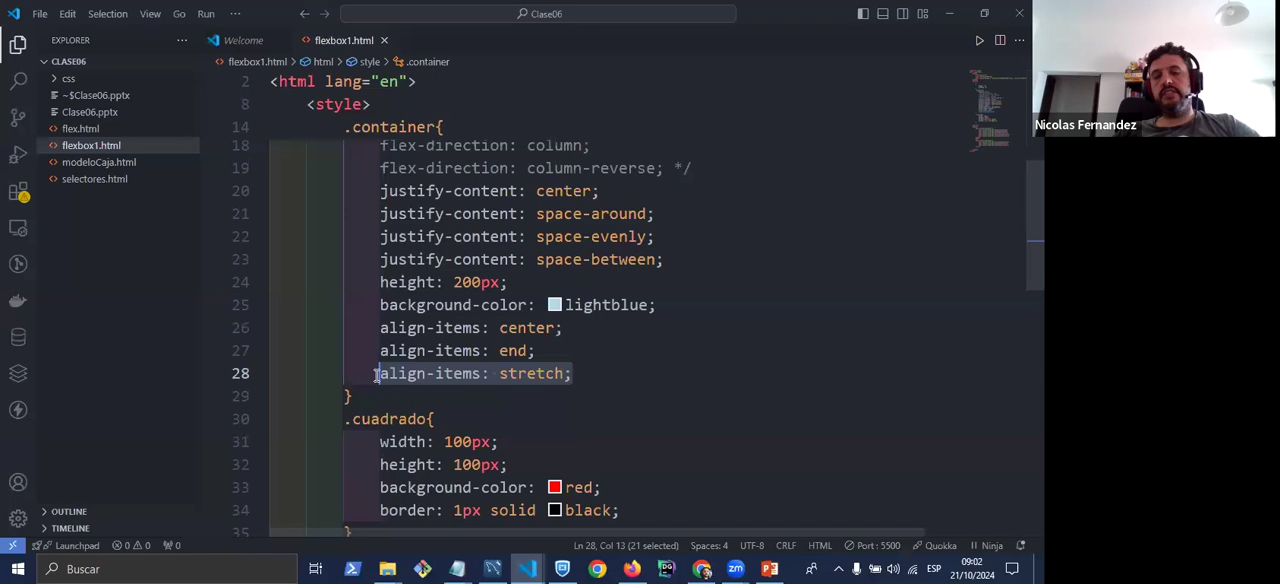 File Edit Selection View Go Run ··· Clase06
EXPLORER
Welcome flexbox1.html
CLASE06
flexbox1.html > html > style > .container
css
~$Clase06.pptx
Clase06.pptx
flex.html
flexbox1.html
modeloCaja.html
selectores.html
OUTLINE
TIMELINE
2 <html lang="en">
8 <style>
14 .container{
18 flex-direction: column;
19 flex-direction: column-reverse; */
20 justify-content: center;
21 justify-content: space-around;
22 justify-content: space-evenly;
23 justify-content: space-between;
24 height: 200px;
25 background-color: lightblue;
26 align-items: center;
27 align-items: end;
28 align-items: stretch;
29 }
30 .cuadrado{
31 width: 100px;
32 height: 100px;
33 background-color: red;
34 border: 1px solid black;
35 }
Nicolas Fernandez
Launchpad 0 0 0 Ln 28, Col 13 (21 selected) Spaces: 4 UTF-8 CRLF HTML Port : 5500 Quokka Ninja
Buscar
DG
zm
ESP
09:02
21/10/2024